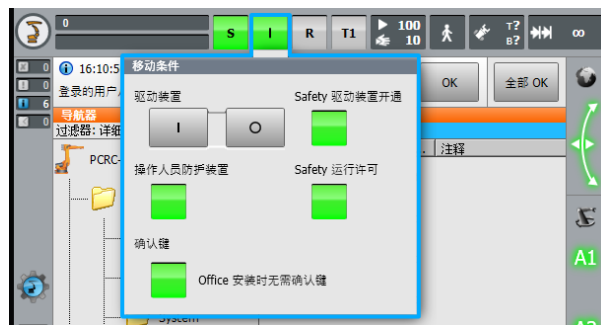 0
S I R T1 100 10 T? B? ∞
0 16:10:5
移动条件
0 登录的用户
OK 全部 OK
驱动装置 Safety 驱动装置开通
6
0 导航器
过滤器: 详细
I O
注释
PCRC-
操作人员防护装置 Safety 运行许可
确认键
A1
Office 安装时无需确认键
System